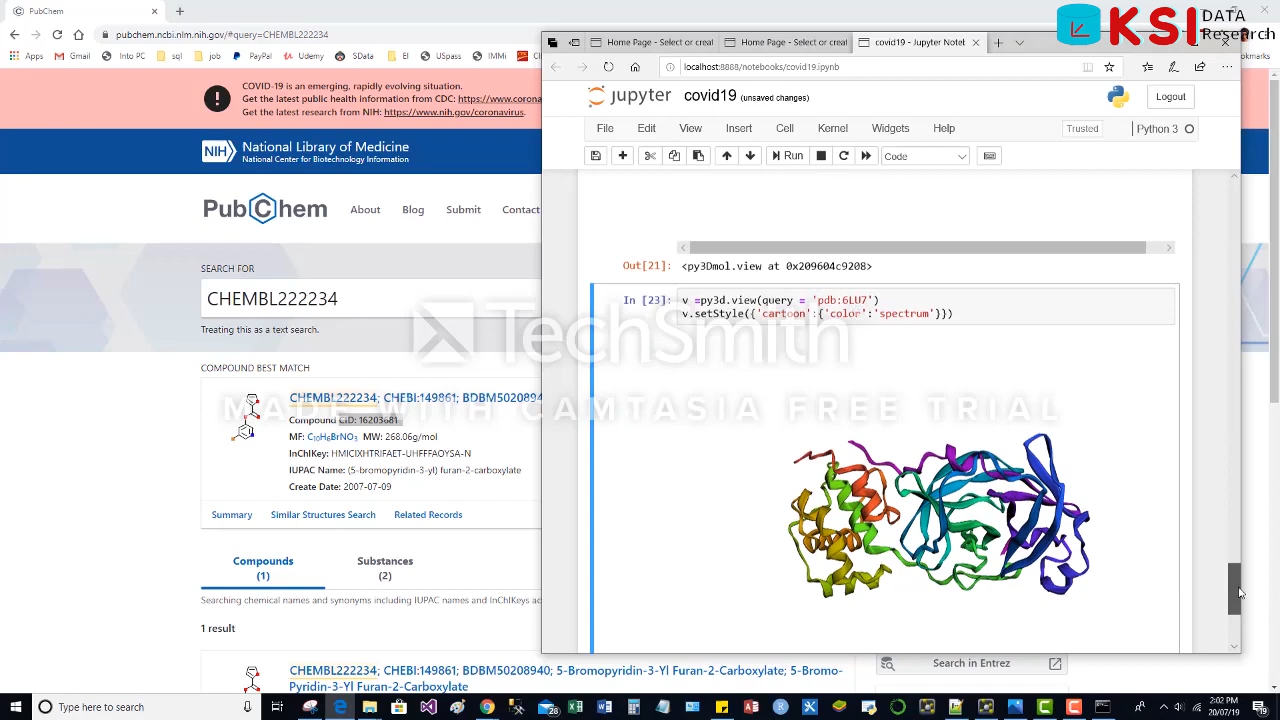 PubChem
pubchem.ncbi.nlm.nih.gov/#query=CHEMBL222234
Apps
Gmail
Into PC
sql
job
PayPal
Udemy
SData
EI
USpaces
IMMi
Cl
KSI DATA
Research
okmarks
COVID-19 is an emerging, rapidly evolving situation.
Get the latest public health information from CDC: https://www.corona
Get the latest research from NIH: https://www.nih.gov/coronavirus.
NIH
National Library of Medicine
National Center for Biotechnology Information
PubChem
About
Blog
Submit
Contact
SEARCH FOR
CHEMBL222234
Treating this as a text search.
COMPOUND BEST MATCH
CHEMBL222234; CHEBI:149861; BDBM50208940
Compound CID: 16203681
MF: C10H6BrNO3 MW: 268.06g/mol
InChIKey: HMICIXHTRIFAET-UHFFFAOYSA-N
IUPAC Name: (5-bromopyridin-3-yl) furan-2-carboxylate
Create Date: 2007-07-09
Summary
Similar Structures Search
Related Records
Compounds
(1)
Substances
(2)
Searching chemical names and synonyms including IUPAC names and InChIKeys ac
1 result
CHEMBL222234; CHEBI:149861; BDBM50208940; 5-Bromopyridin-3-Yl Furan-2-Carboxylate; 5-Bromo-
Pyridin-3-Yl Furan-2-Carboxylate
Search in Entrez
Home Page - Select or creat
Home Page - Select or creat
covid19 - Jupyter Notel
localhost:8888/notebooks/covid19.ipynb
jupyter covid19 (unsaved changes)
Logout
File
Edit
View
Insert
Cell
Kernel
Widgets
Help
Trusted
Python 3
Run
Code
Out[21]: <py3Dmol.view at 0x209604c9208>
In [23]: v =py3d.view(query = 'pdb:6LU7')
v.setStyle({'cartoon':{'color':'spectrum'}})
TechSmith
MADE WITH CAMTASIA FREE TRIAL
Type here to search
28
2:02 PM
20/07/19
19